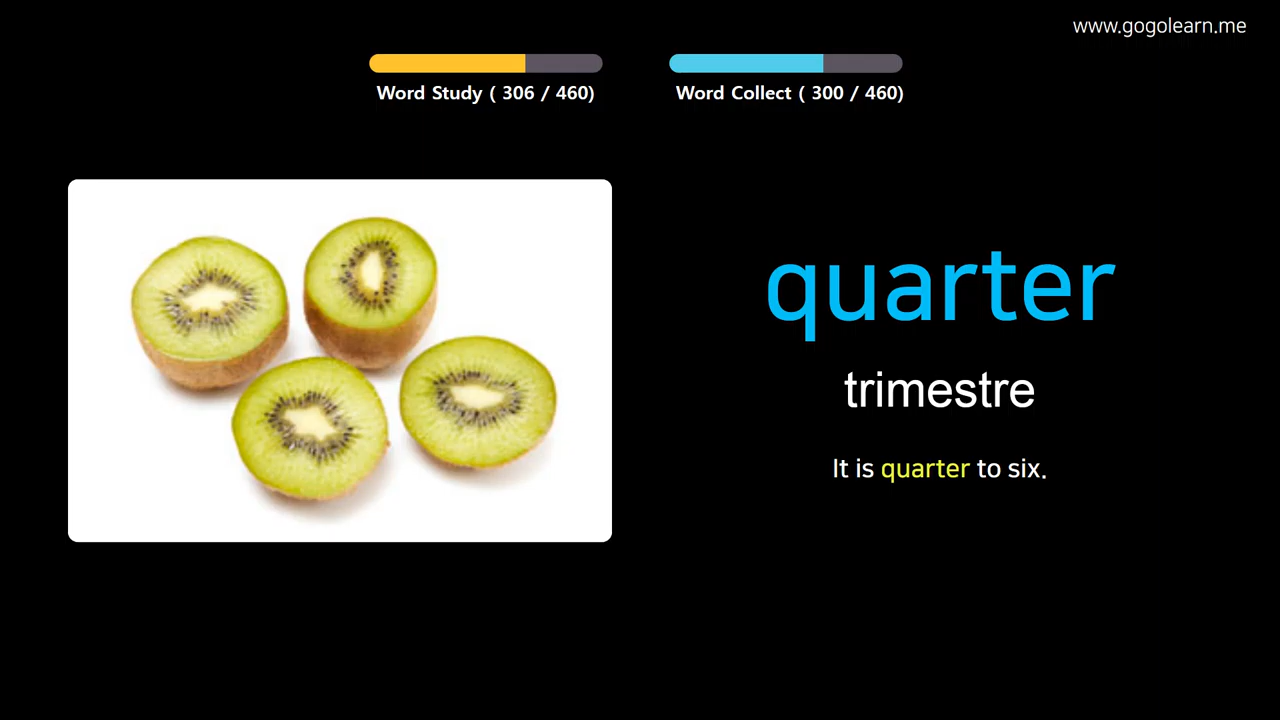 www.gogolearn.me
Word Study ( 306 / 460)
Word Collect ( 300 / 460)
quarter
trimestre
It is quarter to six.